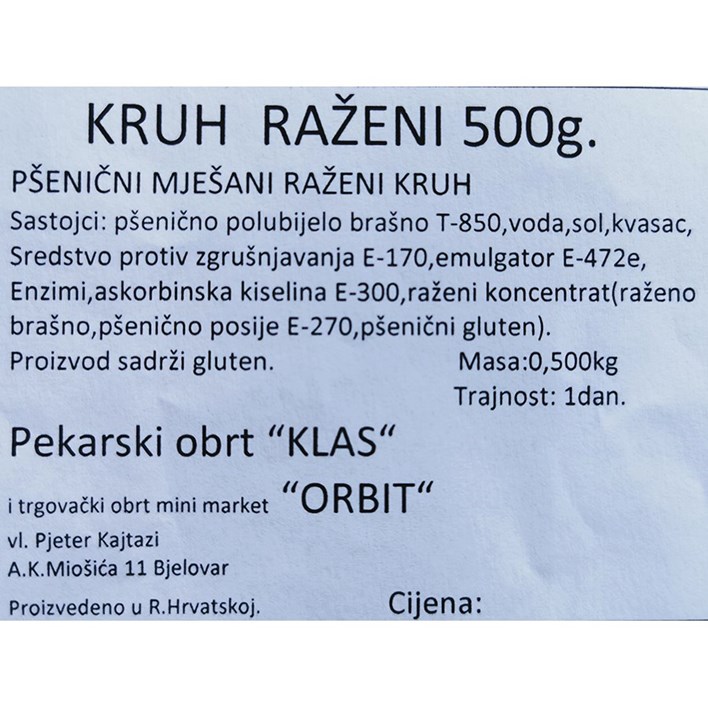 KRUH RAŽENI 500g.
PŠENIČNI MJEŠANI RAŽENI KRUH
Sastojci: pšenično polubijelo brašno T-850,voda,sol,kvasac,
Sredstvo protiv zgrušnjavanja E-170,emulgator E-472e,
Enzimi,askorbinska kiselina E-300,raženi koncentrat(raženo
brašno,pšenično posije E-270,pšenični gluten).
Proizvod sadrži gluten. Masa:0,500kg
Trajnost: 1dan.
Pekarski obrt “KLAS“
i trgovački obrt mini market “ORBIT“
vl. Pjeter Kajtazi
A.K.Miošića 11 Bjelovar
Proizvedeno u R.Hrvatskoj. Cijena: